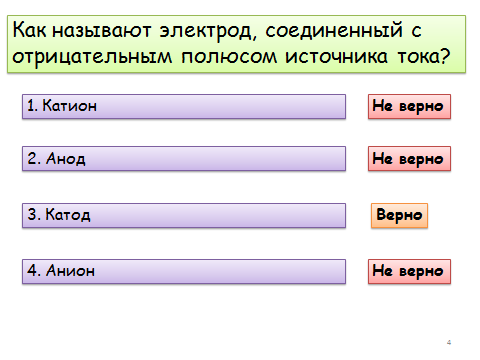 Как называют электрод, соединенный с
отрицательным полюсом источника тока?
1. Катион
Не верно
2. Анод
Не верно
3. Катод
Верно
4. Анион
Не верно
4